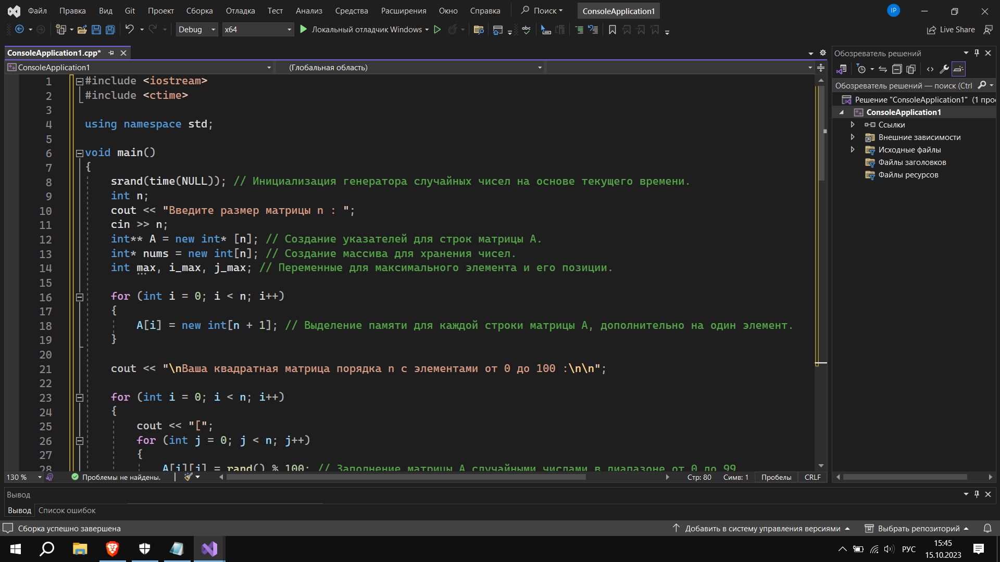 Файл Правка Вид Git Проект Сборка Отладка Тест Анализ Средства Расширения Окно Справка Поиск ConsoleApplication1 IP
Debug x64 Локальный отладчик Windows abc Live Share
ConsoleApplication1.cpp*
ConsoleApplication1 (Глобальная область)
1 #include <iostream>
2 #include <ctime>
3
4 using namespace std;
5
6 void main()
7 {
8 srand(time(NULL)); // Инициализация генератора случайных чисел на основе текущего времени.
9 int n;
10 cout << "Введите размер матрицы n : ";
11 cin >> n;
12 int** A = new int* [n]; // Создание указателей для строк матрицы A.
13 int* nums = new int[n]; // Создание массива для хранения чисел.
14 int max, i_max, j_max; // Переменные для максимального элемента и его позиции.
15
16 for (int i = 0; i < n; i++)
17 {
18 A[i] = new int[n + 1]; // Выделение памяти для каждой строки матрицы A, дополнительно на один элемент.
19 }
20
21 cout << "\nВаша квадратная матрица порядка n с элементами от 0 до 100 :\n\n";
22
23 for (int i = 0; i < n; i++)
24 {
25 cout << "[";
26 for (int j = 0; j < n; j++)
27 {
28 A[i][j] = rand() % 100; // Заполнение матрицы A случайными числами в диапазоне от 0 до 99
130 % Проблемы не найдены. Стр: 80 Симв: 1 Пробелы CRLF
Обозреватель решений
Обозреватель решений — поиск (Ctrl
Решение "ConsoleApplication1" (1 прое
ConsoleApplication1
Ссылки
Внешние зависимости
Исходные файлы
Файлы заголовков
Файлы ресурсов
Вывод
Вывод Список ошибок
Сборка успешно завершена Добавить в систему управления версиями Выбрать репозиторий
РУС 15:45
15.10.2023